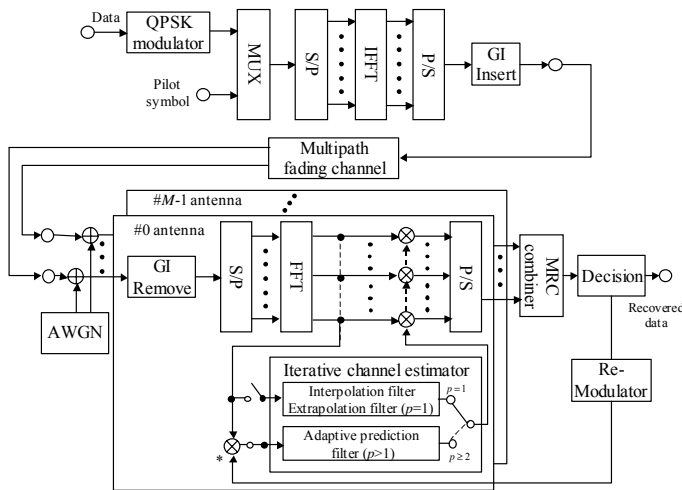 Data
QPSK
modulator
Pilot
symbol
MUX
S/P
IFFT
P/S
GI
Insert
Multipath
fading channel
#M-1 antenna
#0 antenna
GI
Remove
S/P
FFT
P/S
MRC
combiner
Decision
Recovered
data
AWGN
Re-
Modulator
Iterative channel estimator
Interpolation filter
Extrapolation filter (p=1)
p=1
Adaptive prediction
filter (p>1)
p≥2
*